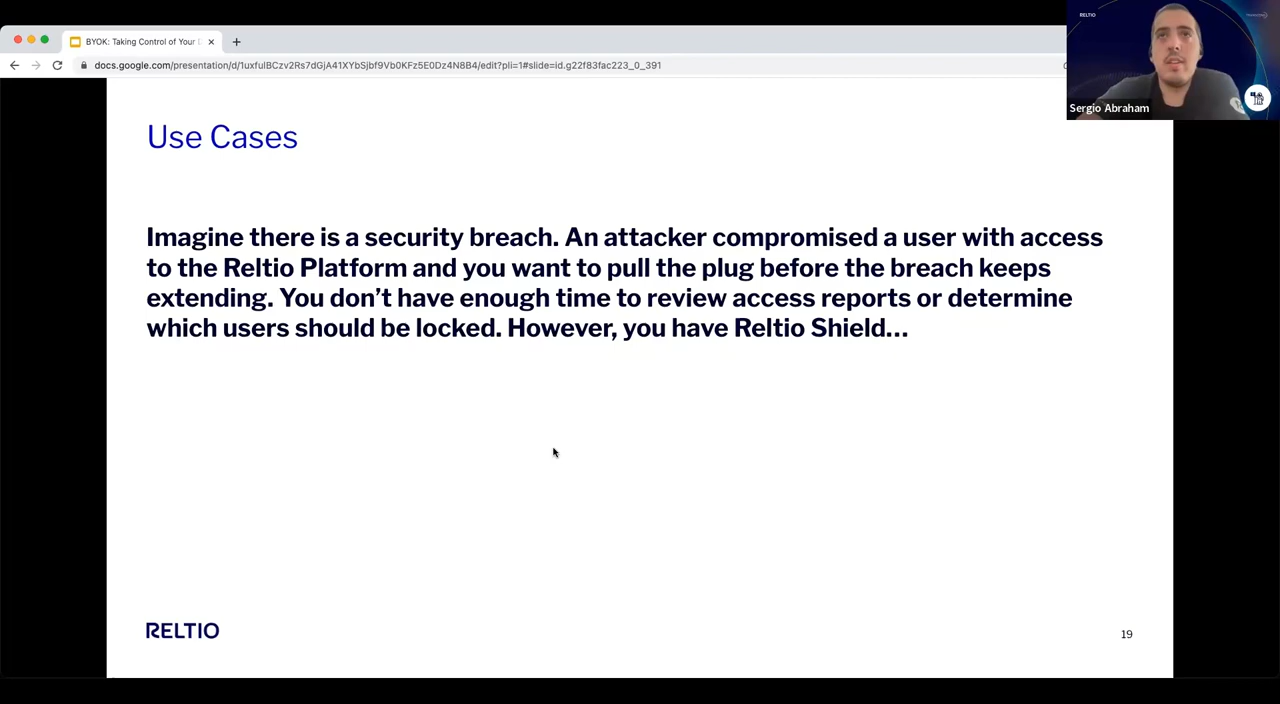 BYOK: Taking Control of Your D
docs.google.com/presentation/d/1uxfulBCzv2Rs7dGjA41XYbSjbf9Vb0KFz5E0Dz4N8B4/edit?pli=1#slide=id.g22f83fac223_0_391
RELTIO
Sergio Abraham
Use Cases
Imagine there is a security breach. An attacker compromised a user with access
to the Reltio Platform and you want to pull the plug before the breach keeps
extending. You don’t have enough time to review access reports or determine
which users should be locked. However, you have Reltio Shield...
RELTIO
19